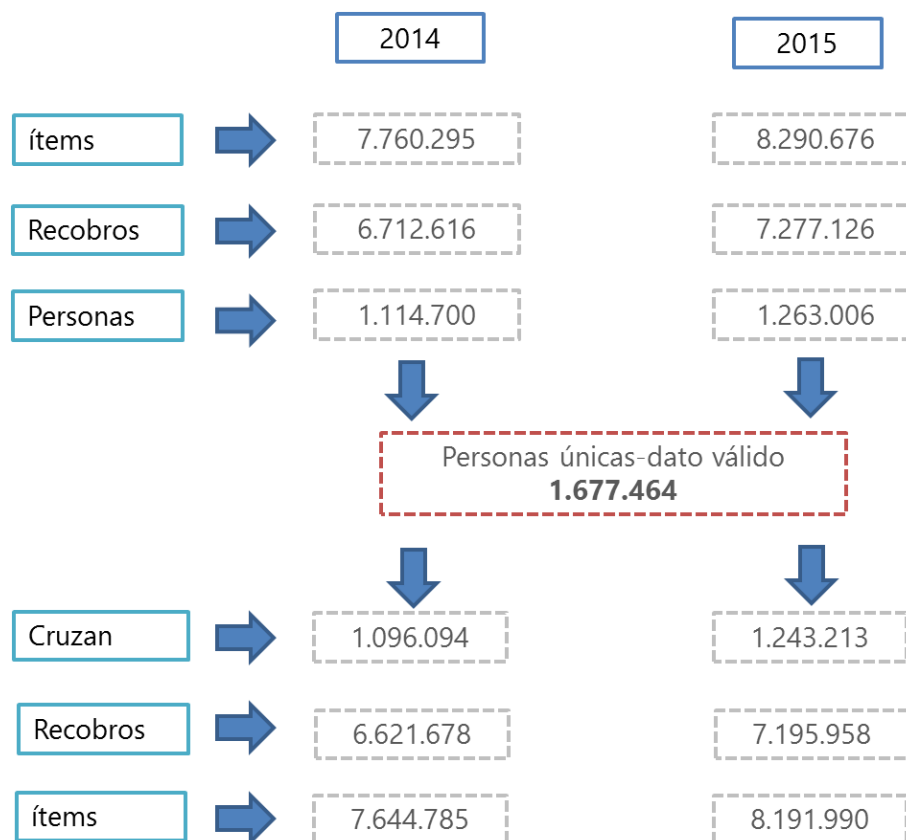 2014
2015
ítems
7.760.295
8.290.676
Recobros
6.712.616
7.277.126
Personas
1.114.700
1.263.006
Personas únicas-dato válido
1.677.464
Cruzan
1.096.094
1.243.213
Recobros
6.621.678
7.195.958
ítems
7.644.785
8.191.990